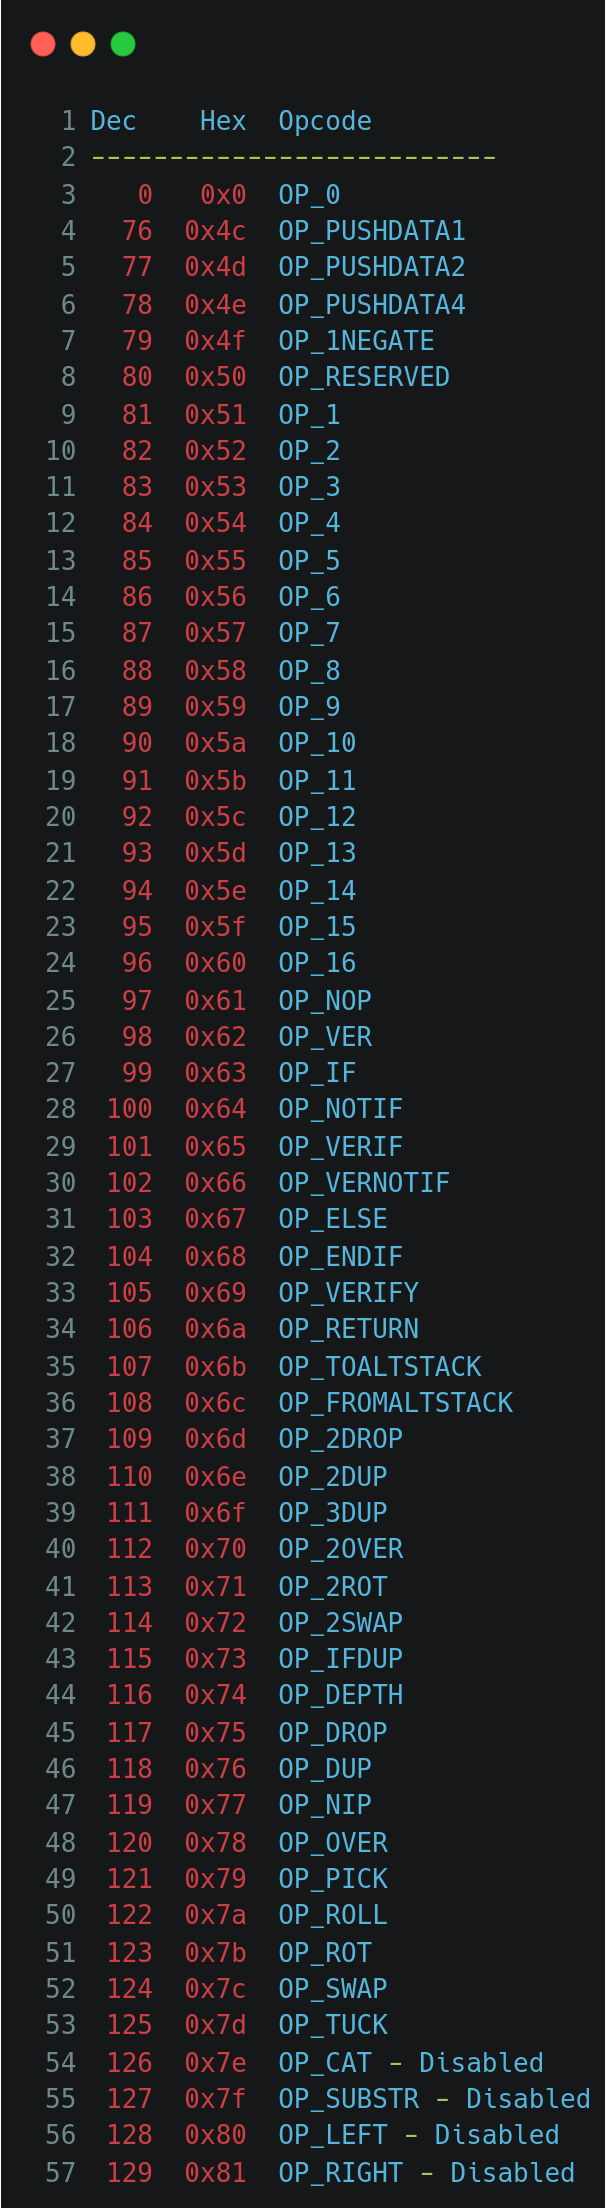 1 Dec    Hex  Opcode
2 --------------------------
3    0   0x0  OP_0
4   76  0x4c  OP_PUSHDATA1
5   77  0x4d  OP_PUSHDATA2
6   78  0x4e  OP_PUSHDATA4
7   79  0x4f  OP_1NEGATE
8   80  0x50  OP_RESERVED
9   81  0x51  OP_1
10   82  0x52  OP_2
11   83  0x53  OP_3
12   84  0x54  OP_4
13   85  0x55  OP_5
14   86  0x56  OP_6
15   87  0x57  OP_7
16   88  0x58  OP_8
17   89  0x59  OP_9
18   90  0x5a  OP_10
19   91  0x5b  OP_11
20   92  0x5c  OP_12
21   93  0x5d  OP_13
22   94  0x5e  OP_14
23   95  0x5f  OP_15
24   96  0x60  OP_16
25   97  0x61  OP_NOP
26   98  0x62  OP_VER
27   99  0x63  OP_IF
28  100  0x64  OP_NOTIF
29  101  0x65  OP_VERIF
30  102  0x66  OP_VERNOTIF
31  103  0x67  OP_ELSE
32  104  0x68  OP_ENDIF
33  105  0x69  OP_VERIFY
34  106  0x6a  OP_RETURN
35  107  0x6b  OP_TOALTSTACK
36  108  0x6c  OP_FROMALTSTACK
37  109  0x6d  OP_2DROP
38  110  0x6e  OP_2DUP
39  111  0x6f  OP_3DUP
40  112  0x70  OP_2OVER
41  113  0x71  OP_2ROT
42  114  0x72  OP_2SWAP
43  115  0x73  OP_IFDUP
44  116  0x74  OP_DEPTH
45  117  0x75  OP_DROP
46  118  0x76  OP_DUP
47  119  0x77  OP_NIP
48  120  0x78  OP_OVER
49  121  0x79  OP_PICK
50  122  0x7a  OP_ROLL
51  123  0x7b  OP_ROT
52  124  0x7c  OP_SWAP
53  125  0x7d  OP_TUCK
54  126  0x7e  OP_CAT - Disabled
55  127  0x7f  OP_SUBSTR - Disabled
56  128  0x80  OP_LEFT - Disabled
57  129  0x81  OP_RIGHT - Disabled